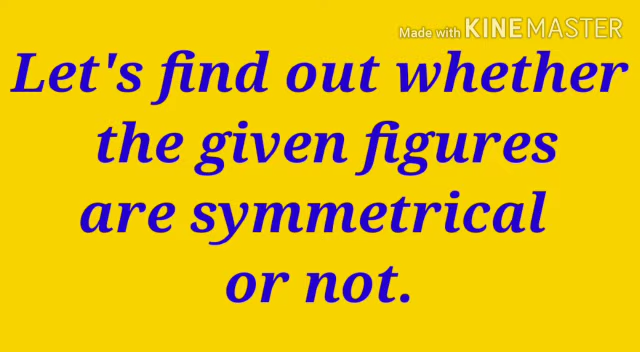 Made with KINEMASTER
Let's find out whether
the given figures
are symmetrical
or not.